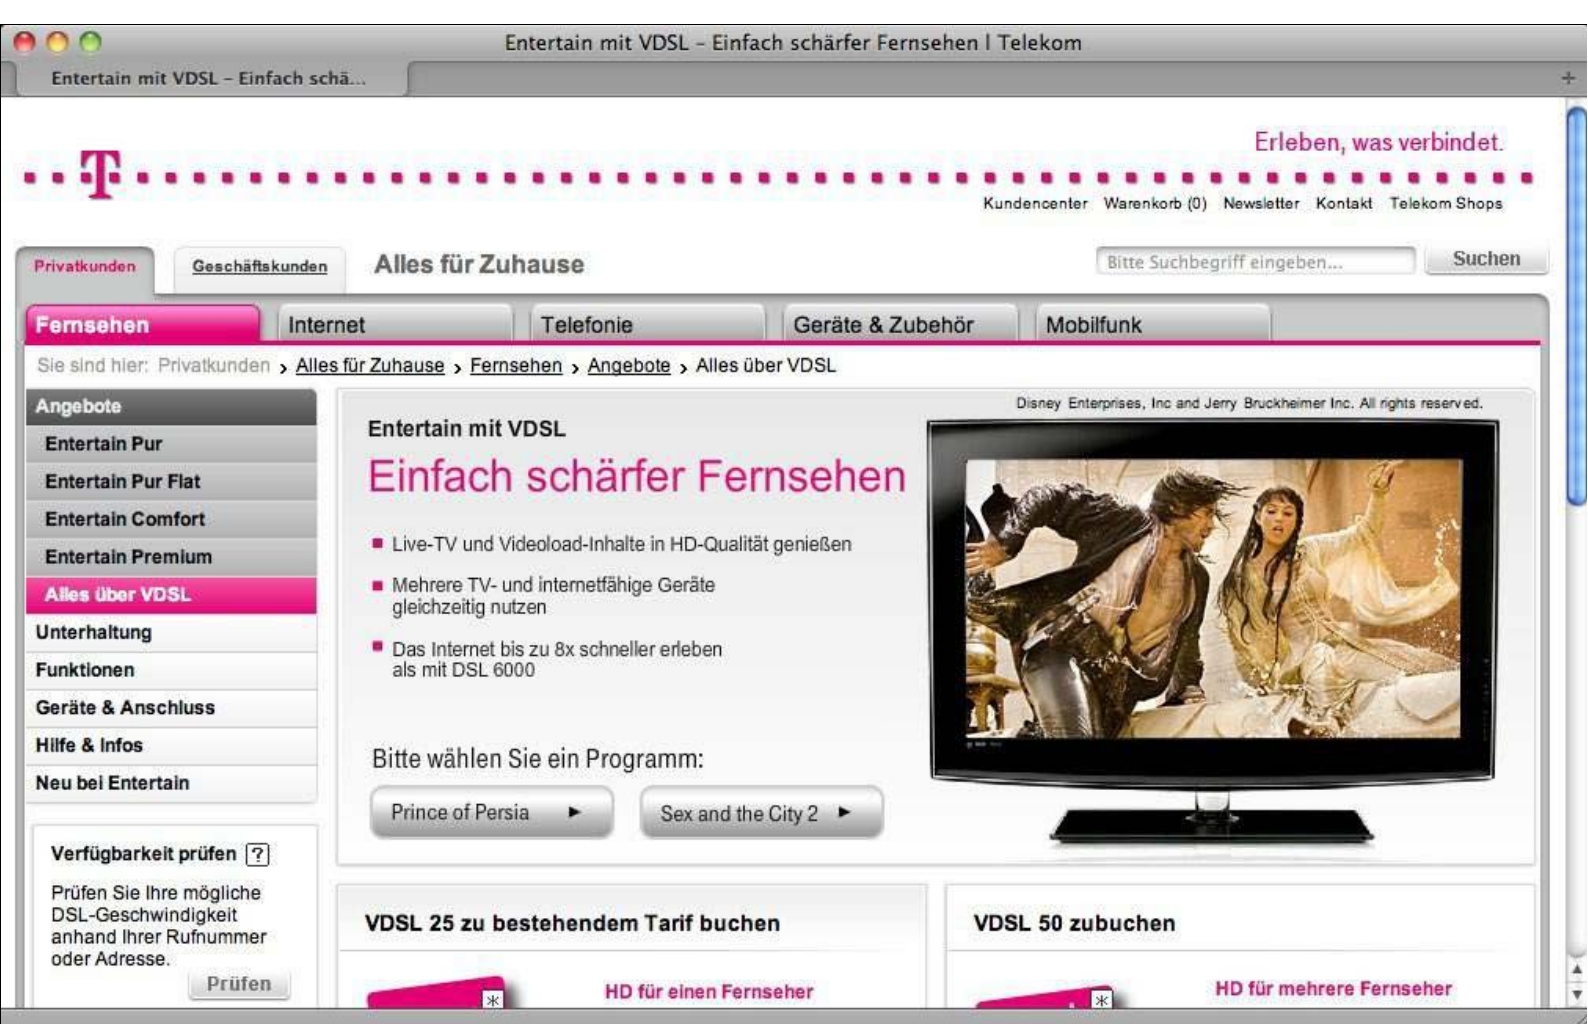 Entertain mit VDSL – Einfach schärfer Fernsehen | Telekom
Entertain mit VDSL – Einfach schä...
Erleben, was verbindet.
T
Kundencenter Warenkorb (0) Newsletter Kontakt Telekom Shops
Privatkunden Geschäftskunden Alles für Zuhause Bitte Suchbegriff eingeben... Suchen
Fernsehen Internet Telefonie Geräte & Zubehör Mobilfunk
Sie sind hier: Privatkunden › Alles für Zuhause › Fernsehen › Angebote › Alles über VDSL
Angebote
Entertain Pur
Entertain Pur Flat
Entertain Comfort
Entertain Premium
Alles über VDSL
Unterhaltung
Funktionen
Geräte & Anschluss
Hilfe & Infos
Neu bei Entertain
Verfügbarkeit prüfen ?
Prüfen Sie Ihre mögliche
DSL-Geschwindigkeit
anhand Ihrer Rufnummer
oder Adresse.
Prüfen
Disney Enterprises, Inc and Jerry Bruckheimer Inc. All rights reserved.
Entertain mit VDSL
Einfach schärfer Fernsehen
Live-TV und Videoload-Inhalte in HD-Qualität genießen
Mehrere TV- und internetfähige Geräte
gleichzeitig nutzen
Das Internet bis zu 8x schneller erleben
als mit DSL 6000
Bitte wählen Sie ein Programm:
Prince of Persia ► Sex and the City 2 ►
VDSL 25 zu bestehendem Tarif buchen
HD für einen Fernseher
VDSL 50 zubuchen
HD für mehrere Fernseher